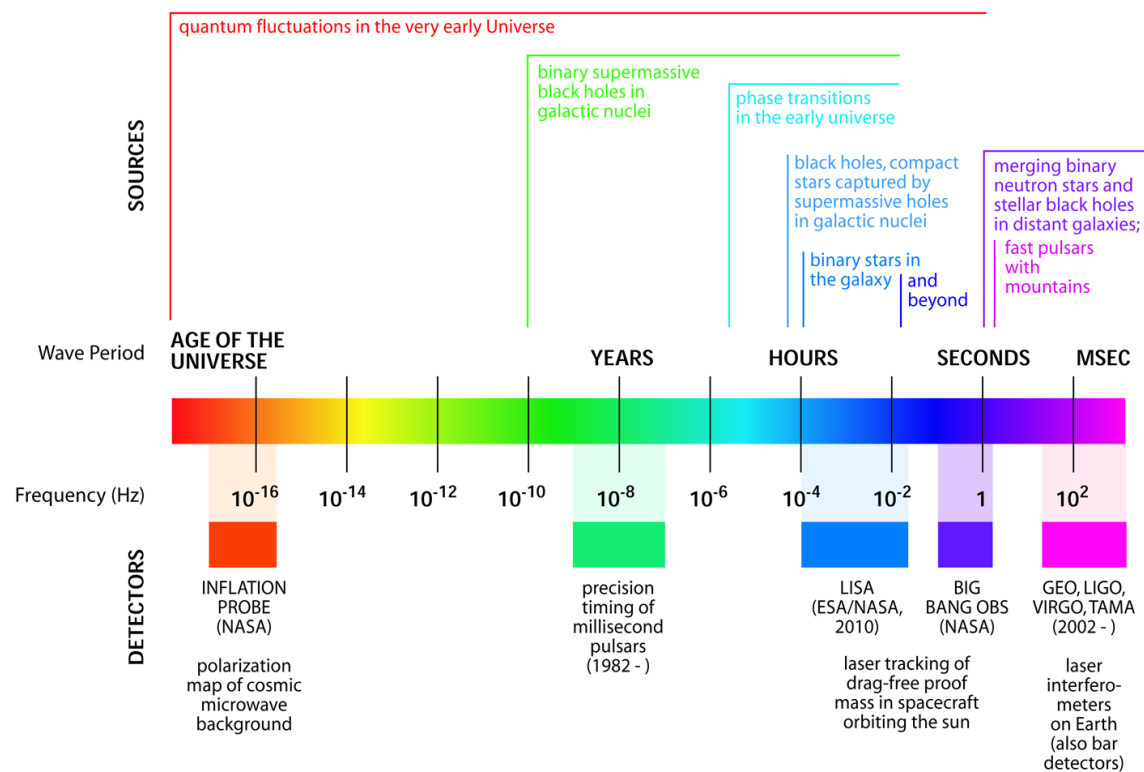 quantum fluctuations in the very early Universe
binary supermassive
black holes in
galactic nuclei
phase transitions
in the early universe
black holes, compact
stars captured by
supermassive holes
in galactic nuclei
merging binary
neutron stars and
stellar black holes
in distant galaxies;
fast pulsars
with
mountains
binary stars in
the galaxy
and
beyond
SOURCES
Wave Period
AGE OF THE
UNIVERSE
YEARS
HOURS
SECONDS
MSEC
Frequency (Hz)
10⁻¹⁶
10⁻¹⁴
10⁻¹²
10⁻¹⁰
10⁻⁸
10⁻⁶
10⁻⁴
10⁻²
1
10²
DETECTORS
INFLATION
PROBE
(NASA)
polarization
map of cosmic
microwave
background
precision
timing of
millisecond
pulsars
(1982 - )
LISA
(ESA/NASA,
2010)
BIG
BANG OBS
(NASA)
laser tracking of
drag-free proof
mass in spacecraft
orbiting the sun
GEO, LIGO,
VIRGO, TAMA
(2002 - )
laser
interfero-
meters
on Earth
(also bar
detectors)